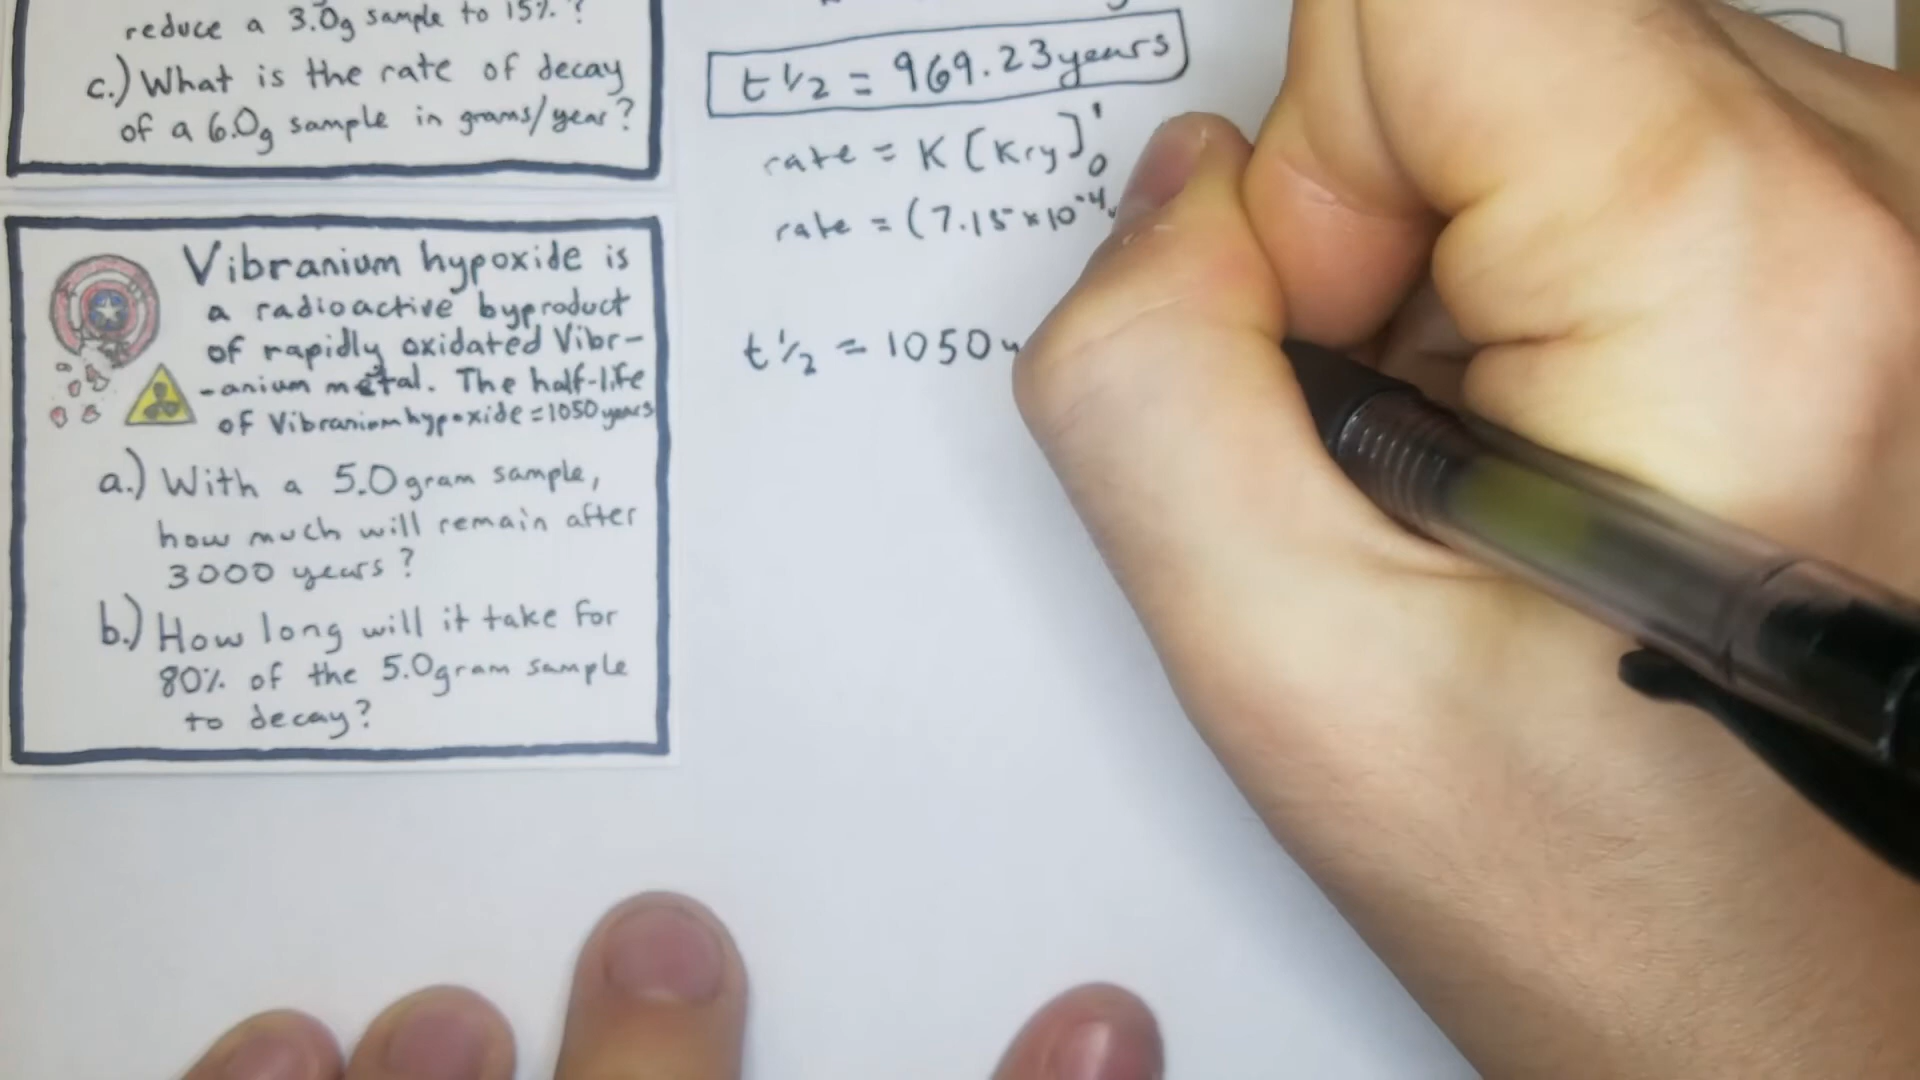 reduce a 3.0g sample to 15%?
c.) What is the rate of decay
of a 6.0g sample in grams/year?
Vibranium hypoxide is
a radioactive byproduct
of rapidly oxidated Vibr-
-anium metal. The half-life
of Vibranium hypoxide = 1050 years
a.) With a 5.0 gram sample,
how much will remain after
3000 years?
b.) How long will it take for
80% of the 5.0 gram sample
to decay?
t 1/2 = 969.23 years
rate = K [Kry]¹₀
rate = (7.15 x 10⁻⁴
t 1/2 = 1050